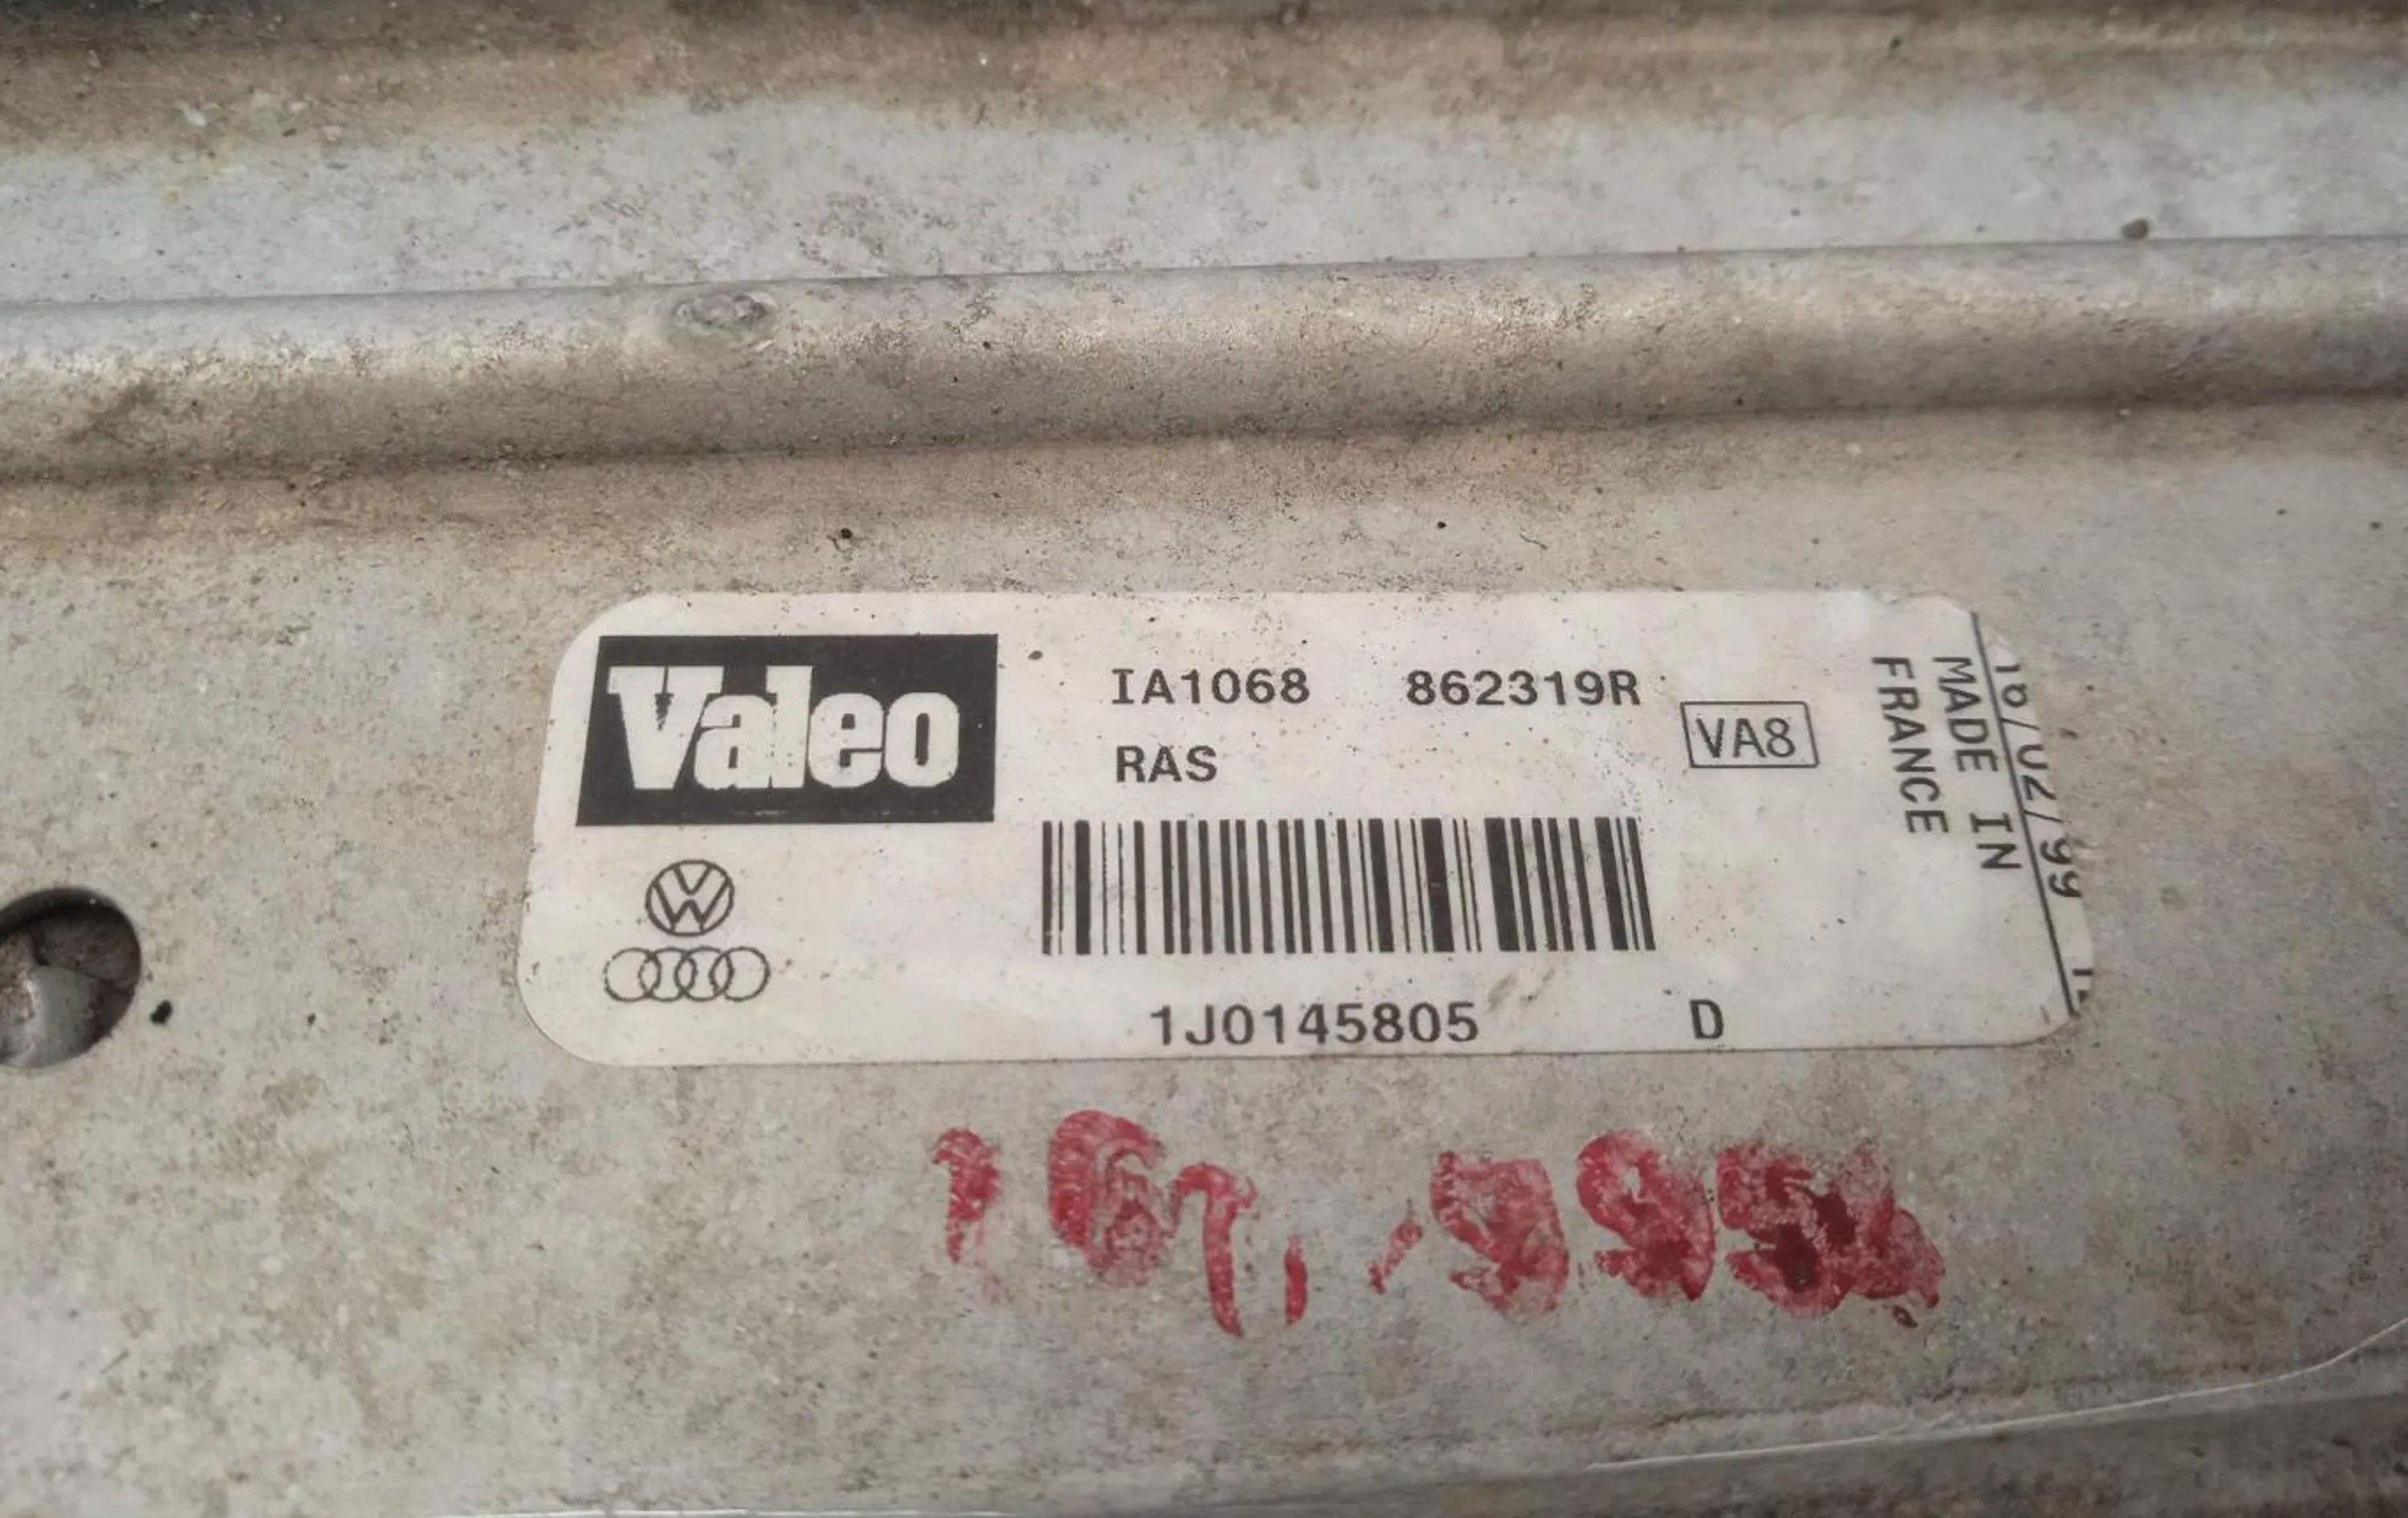 Valeo
IA1068 862319R
RAS
VA8
1J0145805 D
MADE IN
FRANCE